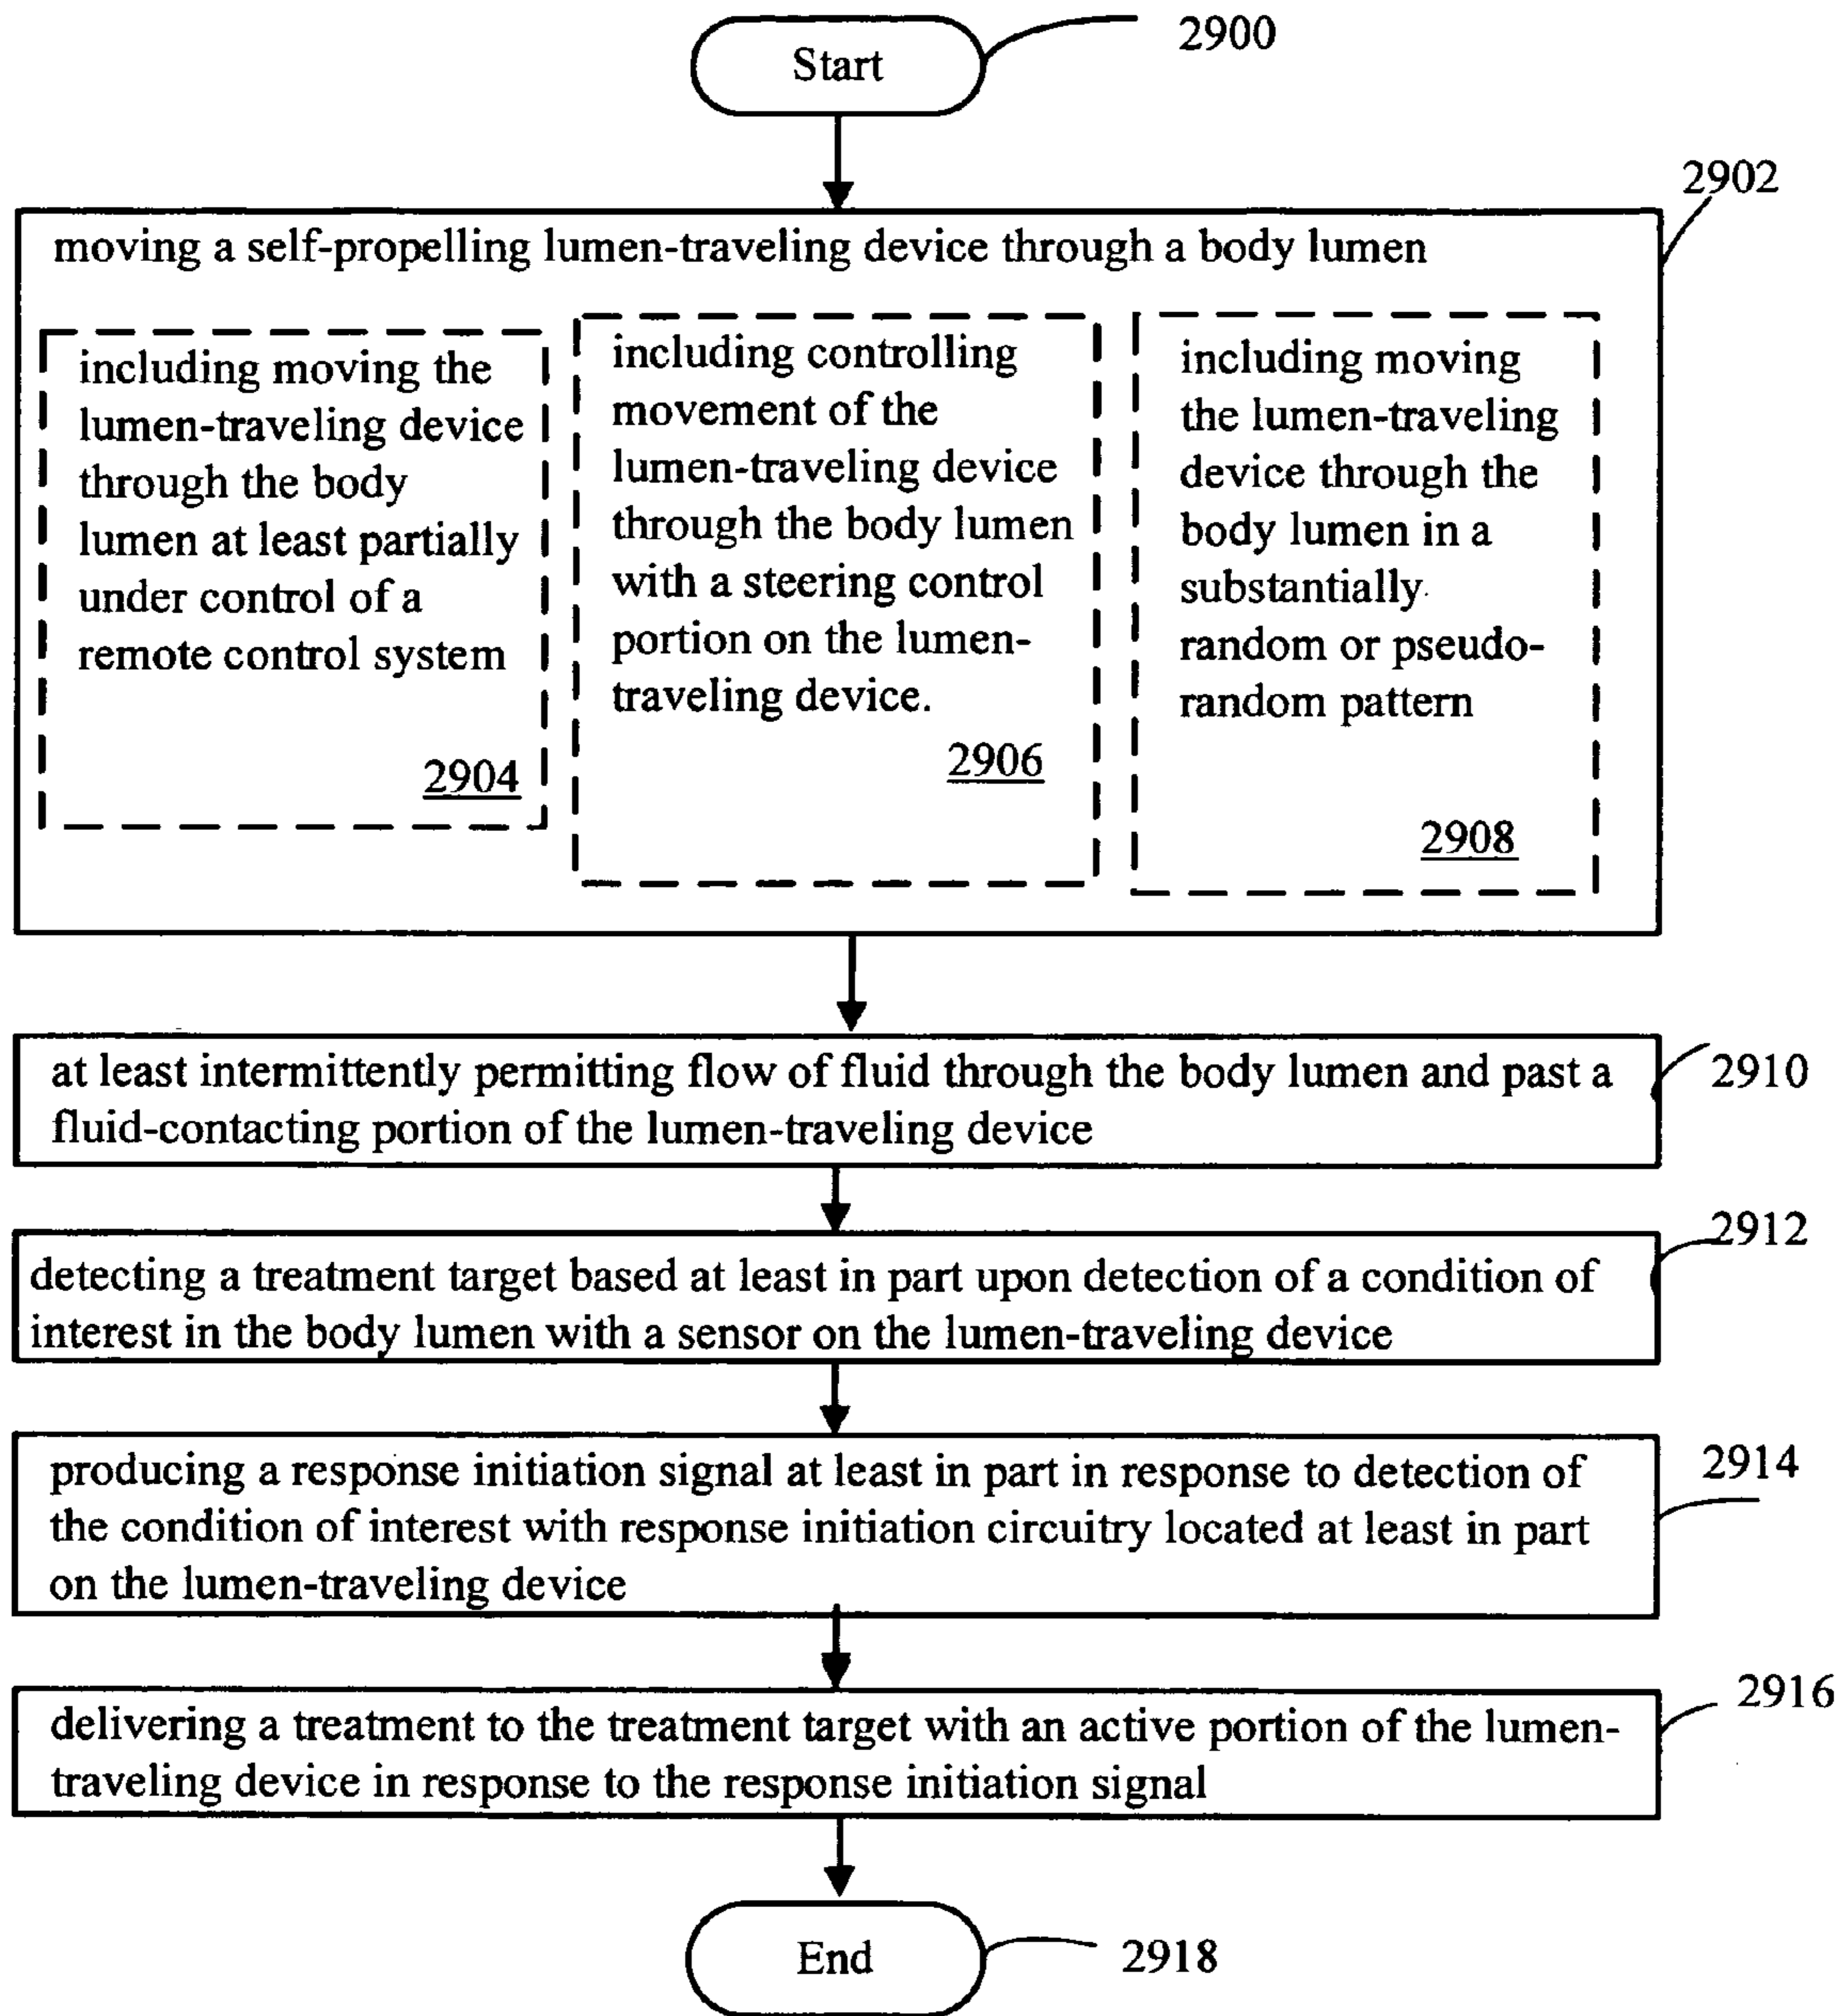 Start
2900
2902
moving a self-propelling lumen-traveling device through a body lumen
including moving the
lumen-traveling device
through the body
lumen at least partially
under control of a
remote control system
2904
including controlling
movement of the
lumen-traveling device
through the body lumen
with a steering control
portion on the lumen-
traveling device.
2906
including moving
the lumen-traveling
device through the
body lumen in a
substantially
random or pseudo-
random pattern
2908
at least intermittently permitting flow of fluid through the body lumen and past a
fluid-contacting portion of the lumen-traveling device
2910
detecting a treatment target based at least in part upon detection of a condition of
interest in the body lumen with a sensor on the lumen-traveling device
2912
producing a response initiation signal at least in part in response to detection of
the condition of interest with response initiation circuitry located at least in part
on the lumen-traveling device
2914
delivering a treatment to the treatment target with an active portion of the lumen-
traveling device in response to the response initiation signal
2916
End
2918